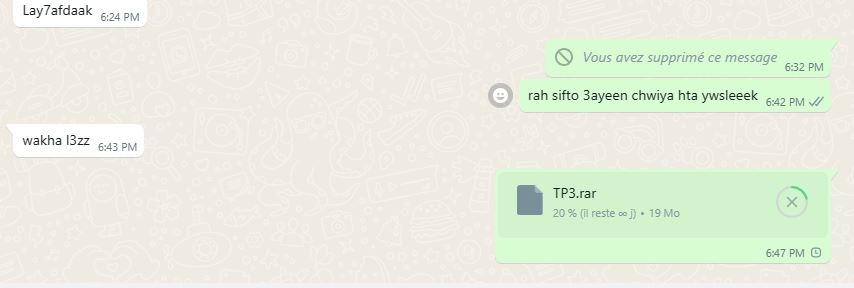 Lay7afdaak 6:24 PM
Vous avez supprimé ce message 6:32 PM
rah sifto 3ayeen chwiya hta ywsleeek 6:42 PM
wakha l3zz 6:43 PM
TP3.rar
20 % (il reste ∞ j) • 19 Mo
6:47 PM